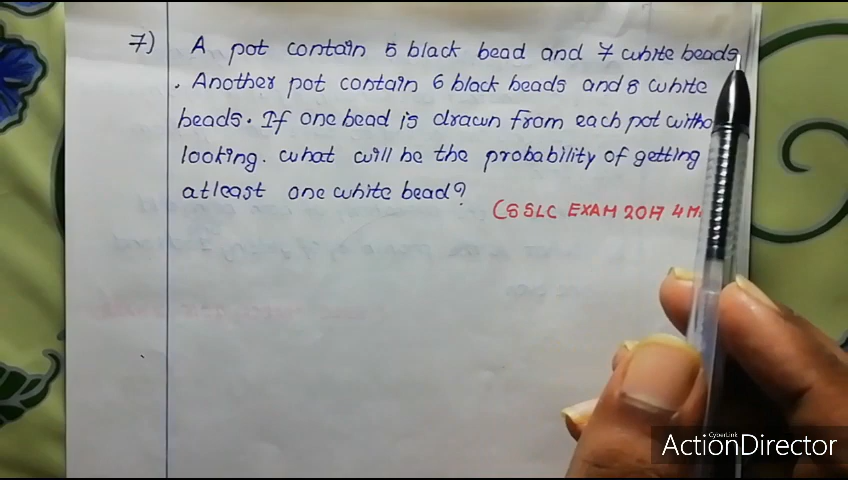 7) A pot contain 5 black bead and 7 white beads
. Another pot contain 6 black beads and 8 white
beads. If one bead is drawn from each pot witho
looking. what will be the probability of getting
atleast one white bead?
(SSLC EXAM 2017 4 M
CyberLink
ActionDirector